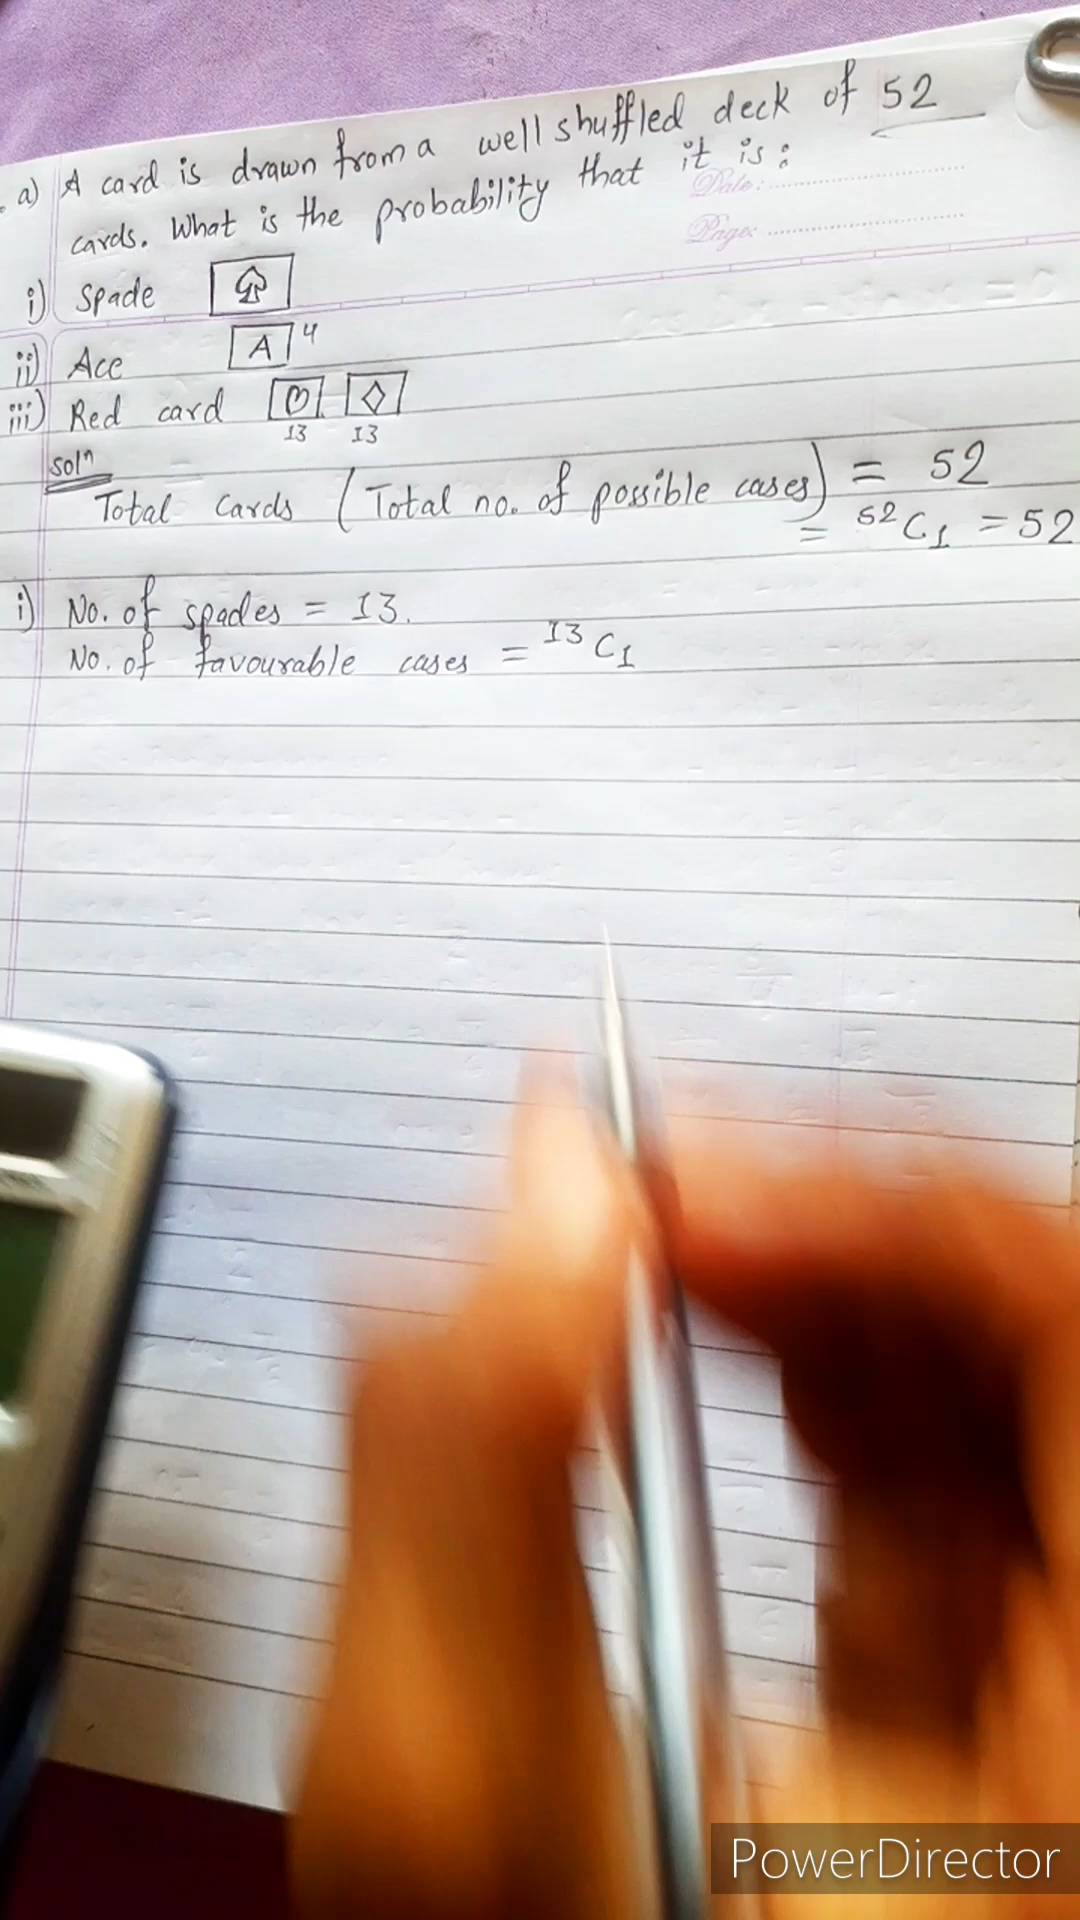 a) A card is drawn from a well shuffled deck of 52
cards. What is the probability that it is :
Date: ..............................
Page: ..............................
i) Spade
ii) Ace A 4
iii) Red card
13 13
Solⁿ
Total Cards (Total no. of possible cases) = 52
= ⁵²C₁ = 52
i) No. of spades = 13.
No. of favourable cases = ¹³C₁
PowerDirector